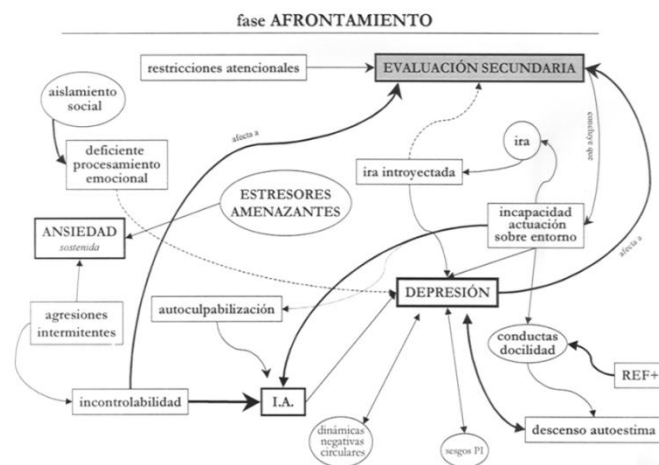 fase AFRONTAMIENTO
restricciones atencionales
EVALUACIÓN SECUNDARIA
aislamiento
social
afecta a
concluye que
ira
deficiente
procesamiento
emocional
ira introyectada
ESTRESORES
AMENAZANTES
incapacidad
actuación
sobre entorno
ANSIEDAD
sostenida
afecta a
DEPRESIÓN
agresiones
intermitentes
autoculpabilización
conductas
docilidad
REF+
incontrolabilidad
I.A.
dinámicas
negativas
circulares
sesgos PI
descenso autoestima